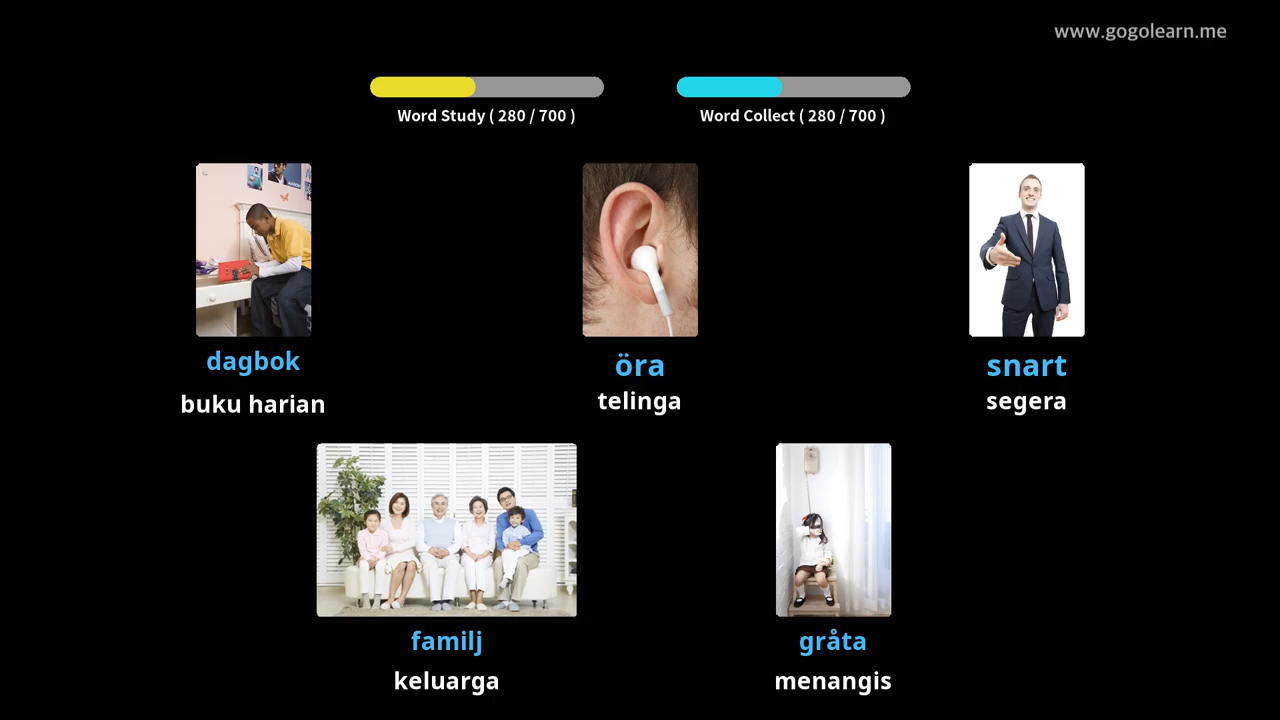 www.gogolearn.me
Word Study ( 280 / 700 )
Word Collect ( 280 / 700 )
dagbok
buku harian
öra
telinga
snart
segera
familj
keluarga
gråta
menangis